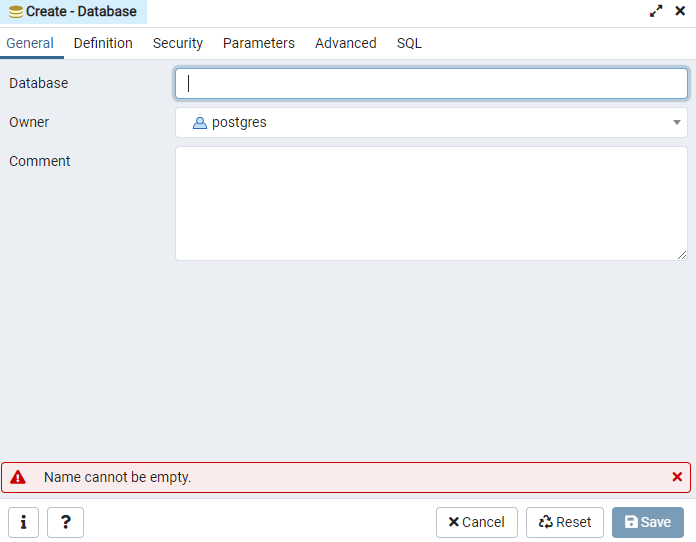 Create - Database
General Definition Security Parameters Advanced SQL
Database
Owner postgres
Comment
Name cannot be empty.
i ? Cancel Reset Save